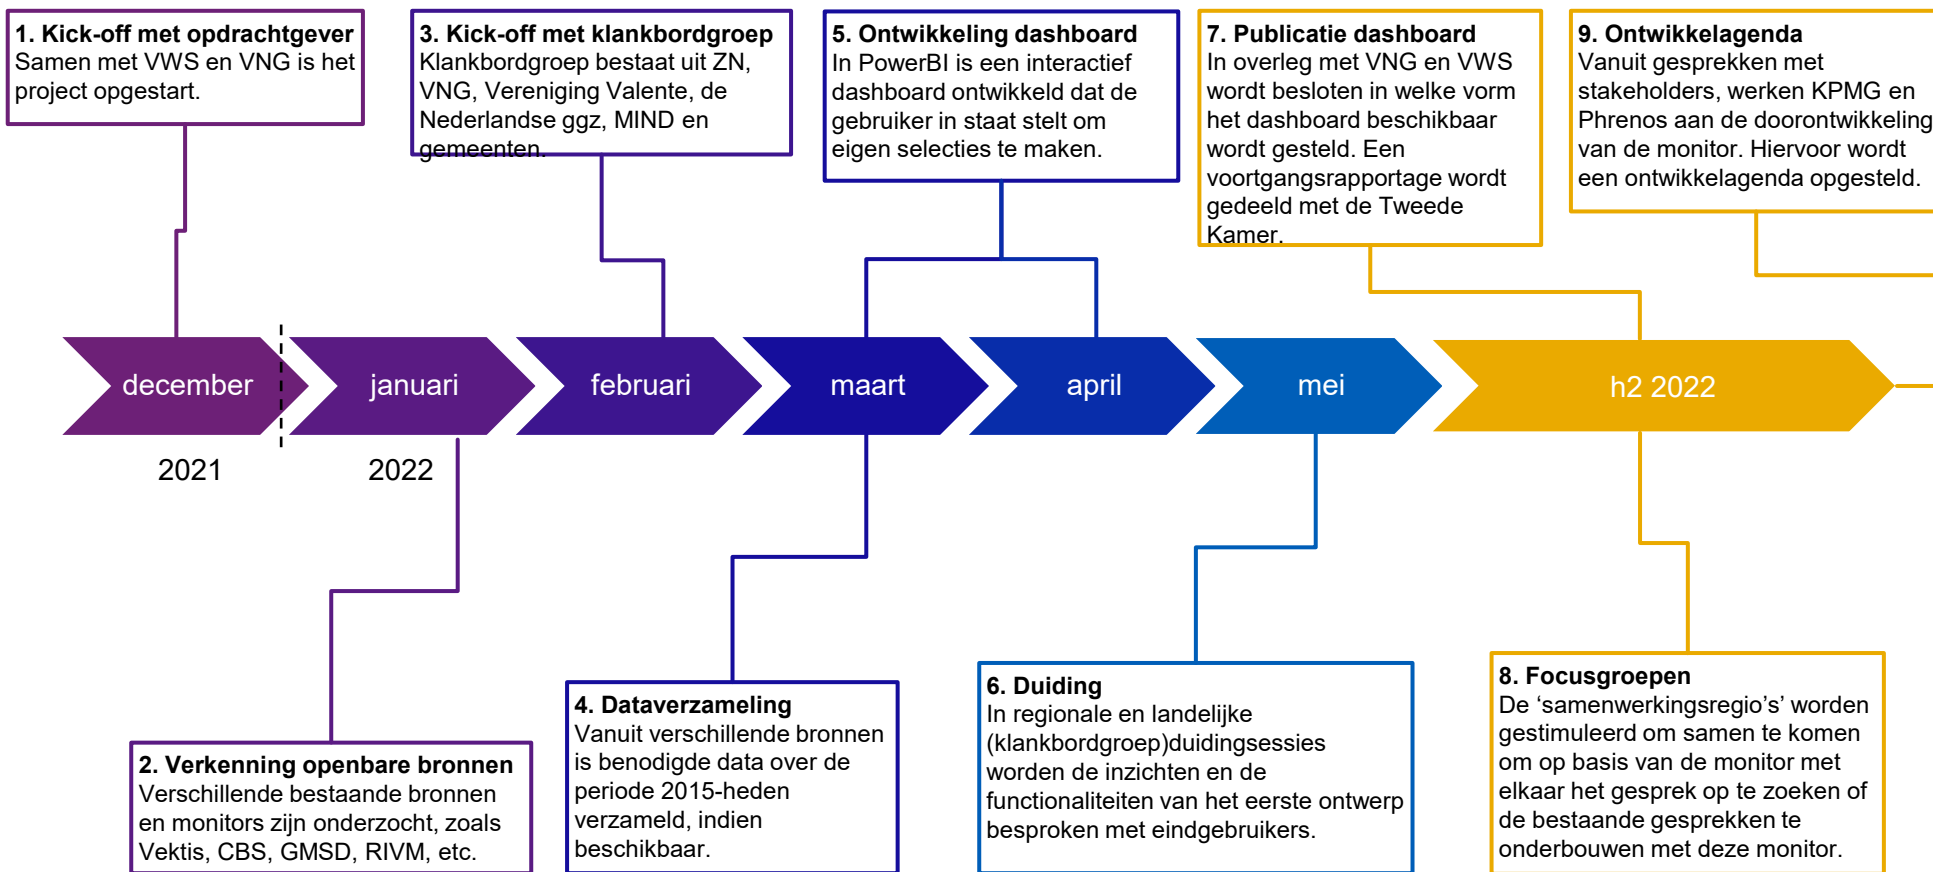 1. Kick-off met opdrachtgever
Samen met VWS en VNG is het
project opgestart.
3. Kick-off met klankbordgroep
Klankbordgroep bestaat uit ZN,
VNG, Vereniging Valente, de
Nederlandse ggz, MIND en
gemeenten.
5. Ontwikkeling dashboard
In PowerBI is een interactief
dashboard ontwikkeld dat de
gebruiker in staat stelt om
eigen selecties te maken.
7. Publicatie dashboard
In overleg met VNG en VWS
wordt besloten in welke vorm
het dashboard beschikbaar
wordt gesteld. Een
voortgangsrapportage wordt
gedeeld met de Tweede
Kamer.
9. Ontwikkelagenda
Vanuit gesprekken met
stakeholders, werken KPMG en
Phrenos aan de doorontwikkeling
van de monitor. Hiervoor wordt
een ontwikkelagenda opgesteld.
december
januari
februari
maart
april
mei
h2 2022
2021
2022
2. Verkenning openbare bronnen
Verschillende bestaande bronnen
en monitors zijn onderzocht, zoals
Vektis, CBS, GMSD, RIVM, etc.
4. Dataverzameling
Vanuit verschillende bronnen
is benodigde data over de
periode 2015-heden
verzameld, indien
beschikbaar.
6. Duiding
In regionale en landelijke
(klankbordgroep)duidingsessies
worden de inzichten en de
functionaliteiten van het eerste ontwerp
besproken met eindgebruikers.
8. Focusgroepen
De ‘samenwerkingsregio’s’ worden
gestimuleerd om samen te komen
om op basis van de monitor met
elkaar het gesprek op te zoeken of
de bestaande gesprekken te
onderbouwen met deze monitor.